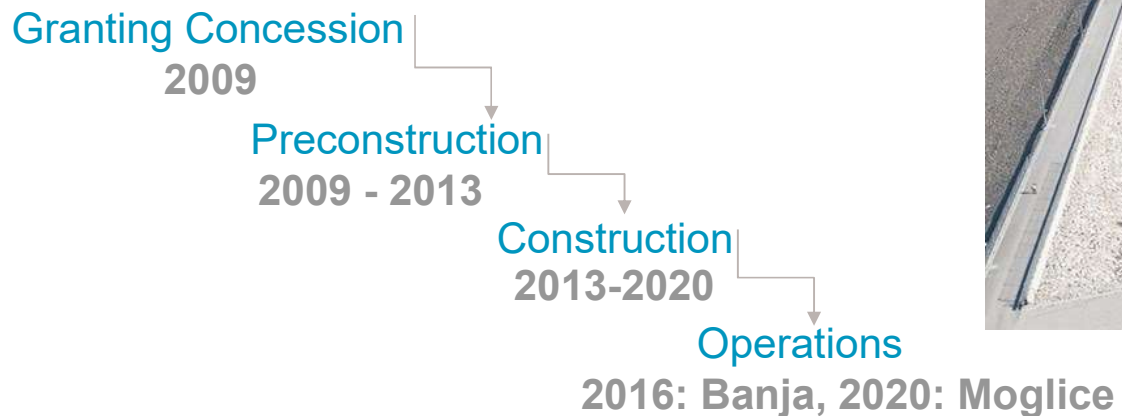 Granting Concession
2009
Preconstruction
2009 - 2013
Construction
2013-2020
Operations
2016: Banja, 2020: Moglice